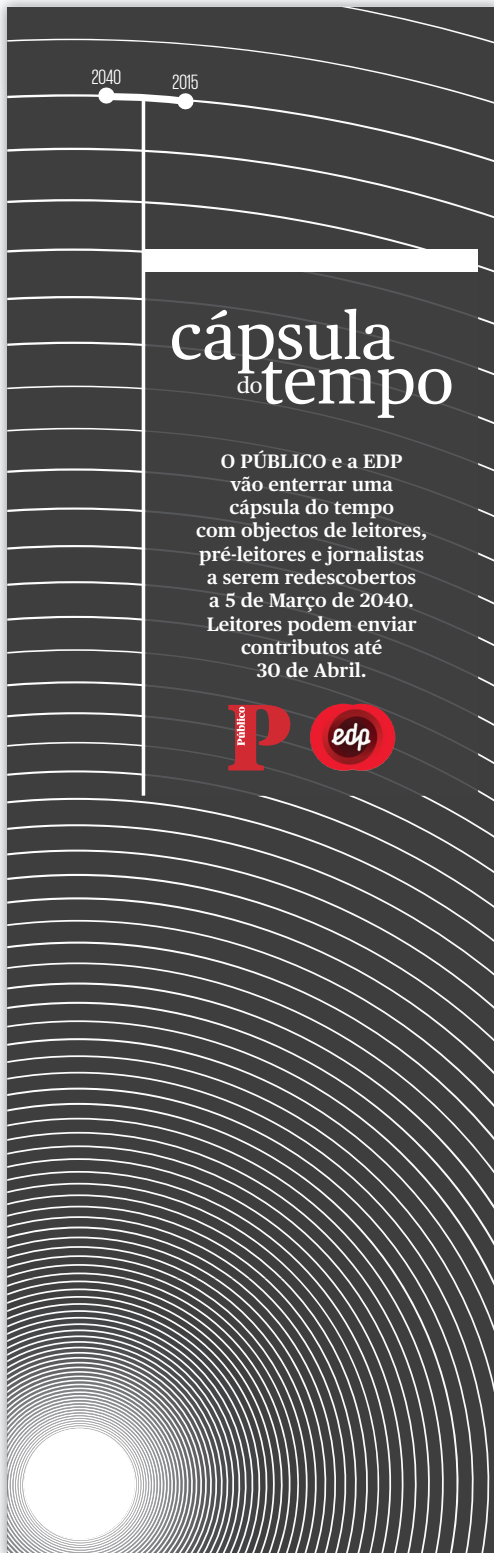 2040
2015
cápsula
do tempo
O PÚBLICO e a EDP
vão enterrar uma
cápsula do tempo
com objectos de leitores,
pré-leitores e jornalistas
a serem redescobertos
a 5 de Março de 2040.
Leitores podem enviar
contributos até
30 de Abril.
P
Público
edp